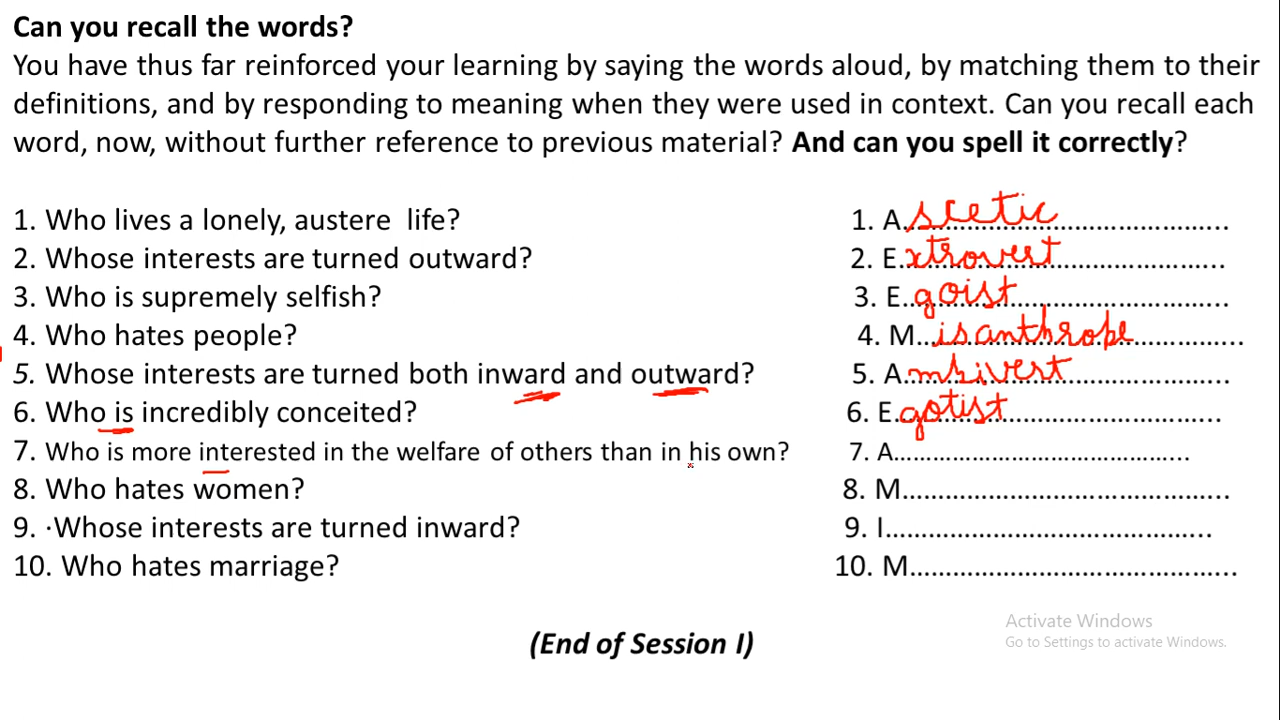 Can you recall the words?
You have thus far reinforced your learning by saying the words aloud, by matching them to their
definitions, and by responding to meaning when they were used in context. Can you recall each
word, now, without further reference to previous material? And can you spell it correctly?
1. Who lives a lonely, austere life? 1. A..scetic..............................
2. Whose interests are turned outward? 2. E..xtrovert..............................
3. Who is supremely selfish? 3. E..goist..............................
4. Who hates people? 4. M...isanthrope..............................
5. Whose interests are turned both inward and outward? 5. A..mbivert..............................
6. Who is incredibly conceited? 6. E..gotist..............................
7. Who is more interested in the welfare of others than in his own? 7. A..........................................
8. Who hates women? 8. M..........................................
9. ·Whose interests are turned inward? 9. I..........................................
10. Who hates marriage? 10. M..........................................
(End of Session I)
Activate Windows
Go to Settings to activate Windows.